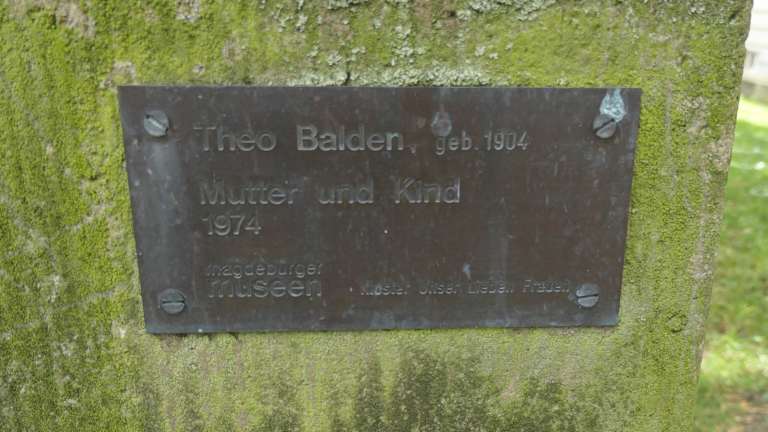 Theo Balden geb. 1904
Mutter und Kind
1974
magdeburger
museen Kloster Unser Lieben Frauen